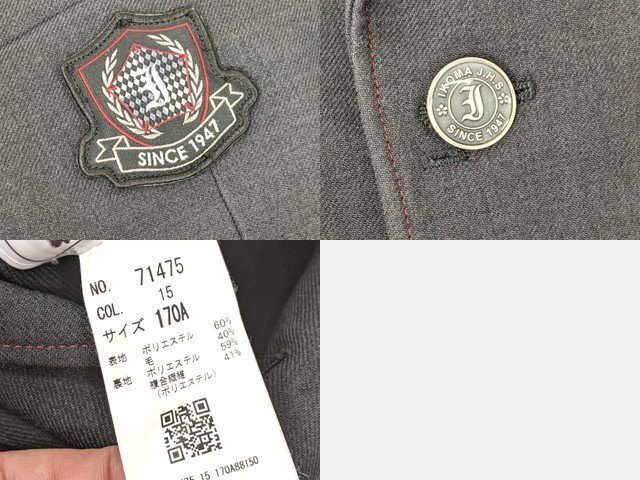 I
SINCE 1947
IKOMA J.H.S.
I
SINCE 1947
NO. 71475
COL. 15
サイズ 170A
表地 ポリエステル 60%
毛 40%
裏地 ポリエステル 59%
複合繊維 41%
(ポリエステル)
15 170A88150